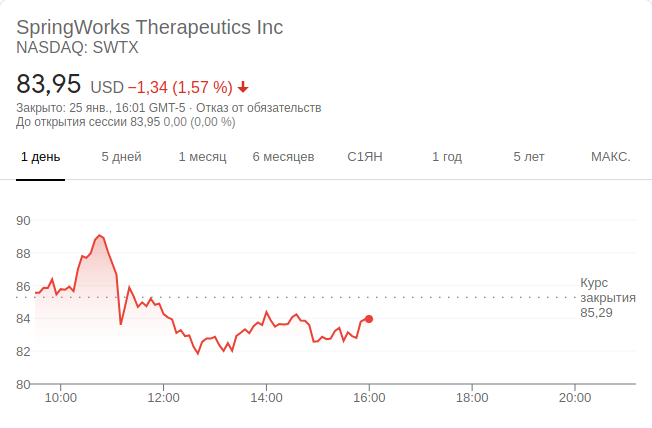 SpringWorks Therapeutics Inc
NASDAQ: SWTX
83,95 USD −1,34 (1,57 %)
Закрыто: 25 янв., 16:01 GMT-5 · Отказ от обязательств
До открытия сессии 83,95 0,00 (0,00 %)
1 день 5 дней 1 месяц 6 месяцев С1ЯН 1 год 5 лет МАКС.
90
88
86
Курс
закрытия
85,29
84
82
80
10:00 12:00 14:00 16:00 18:00 20:00